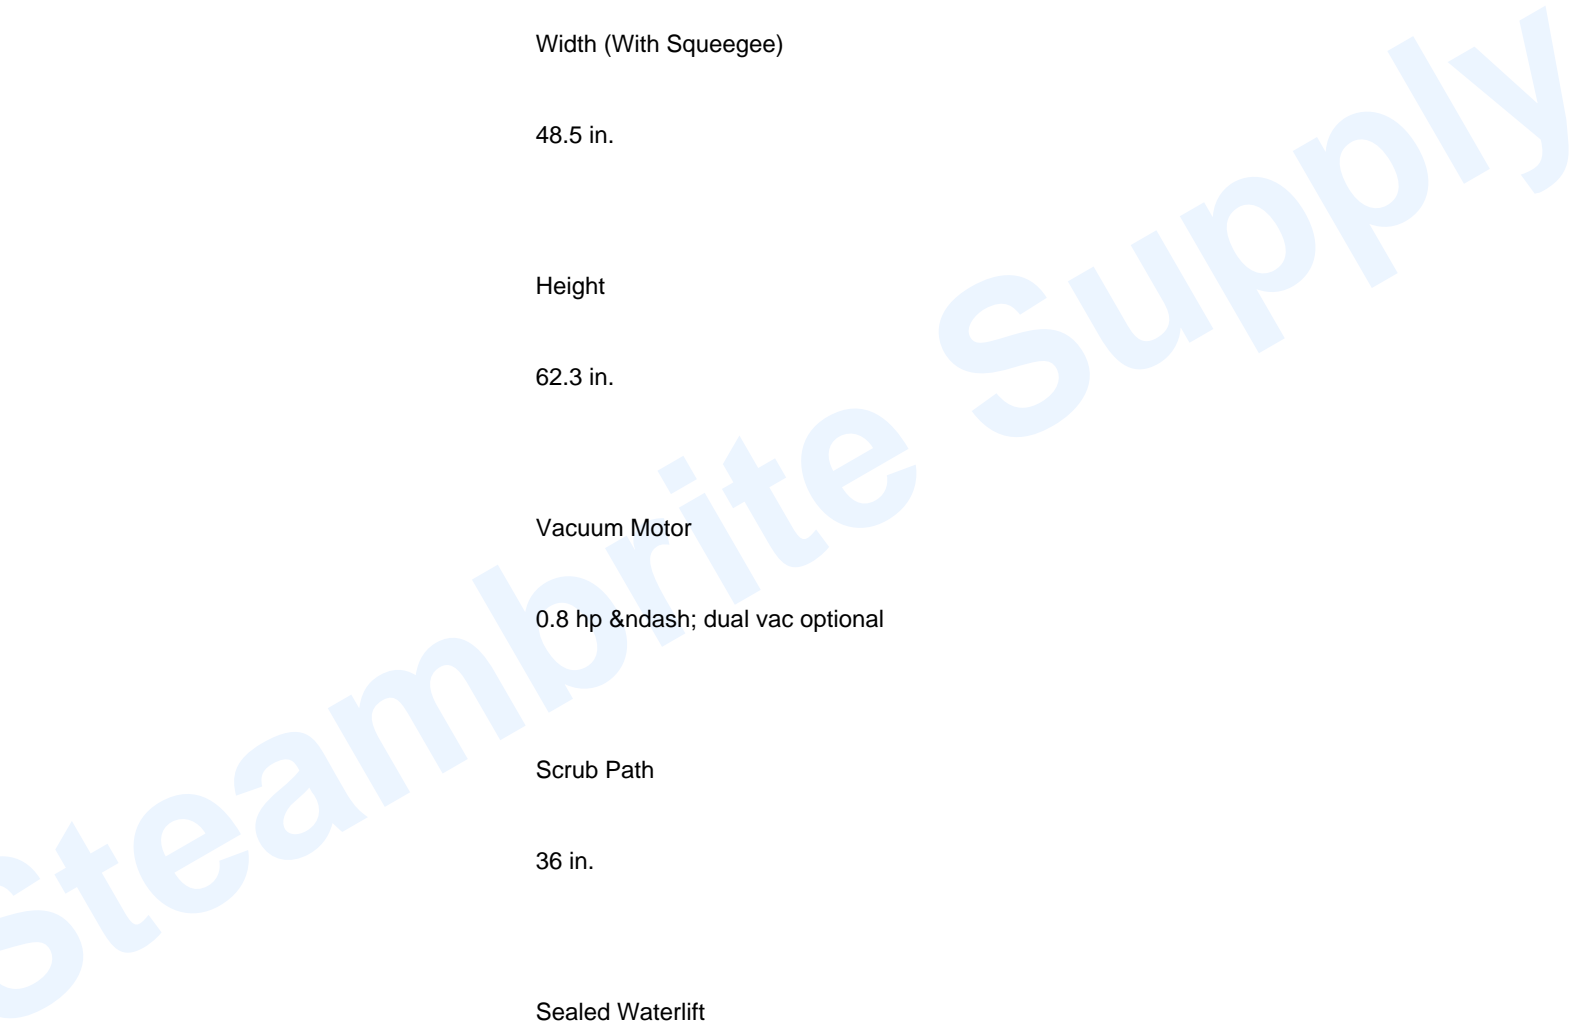 Width (With Squeegee)
48.5 in.
Height
62.3 in.
Vacuum Motor
0.8 hp &ndash; dual vac optional
Scrub Path
36 in.
Sealed Waterlift
Steambrite Supply